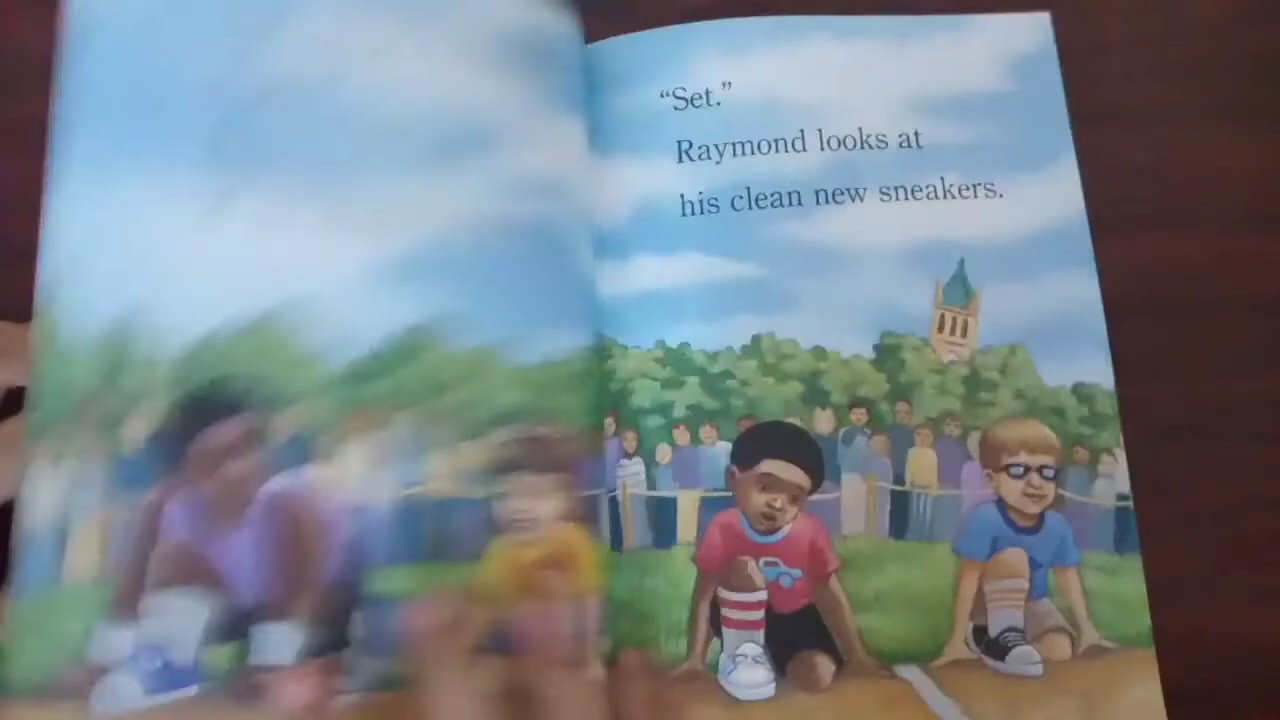 “Set.”
Raymond looks at
his clean new sneakers.